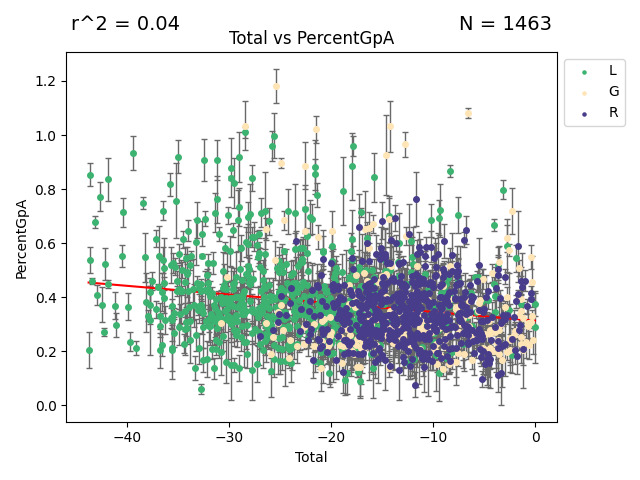 r^2 = 0.04
N = 1463
Total vs PercentGpA
L
G
R
PercentGpA
1.2
1.0
0.8
0.6
0.4
0.2
0.0
−40
−30
−20
−10
0
Total